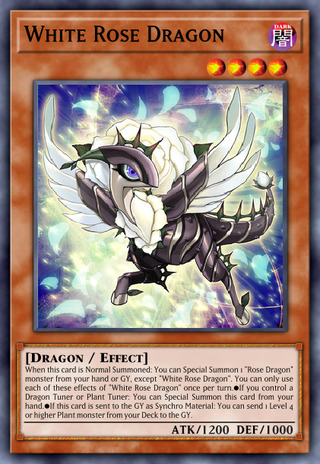 White Rose Dragon
DARK
闇
[Dragon / Effect]
When this card is Normal Summoned: You can Special Summon 1 "Rose Dragon"
monster from your hand or GY, except "White Rose Dragon". You can only use
each of these effects of "White Rose Dragon" once per turn.●If you control a
Dragon Tuner or Plant Tuner: You can Special Summon this card from your
hand.●If this card is sent to the GY as Synchro Material: You can send 1 Level 4
or higher Plant monster from your Deck to the GY.
ATK/1200 DEF/1000